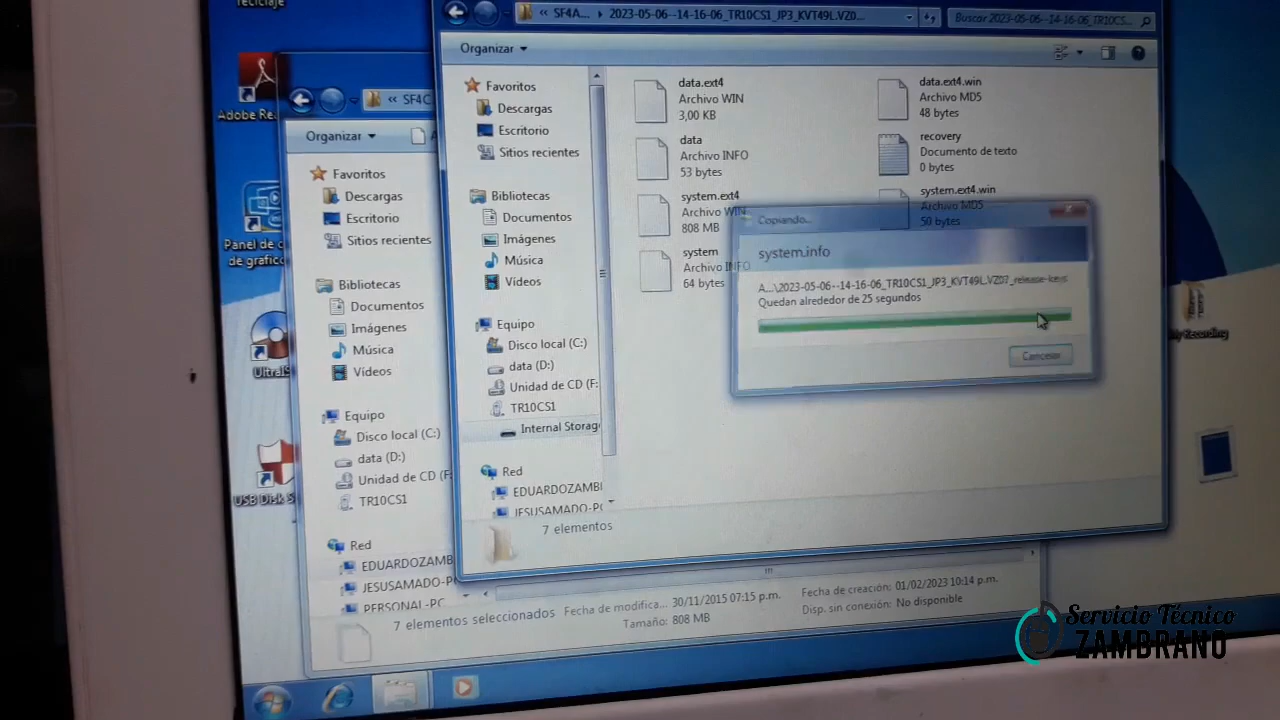 reciclaje
Adobe Re
Panel de c
de grafico
UltraIS
USB Disk S
« SF4C
Organizar
Favoritos
Descargas
Escritorio
Sitios recientes
Bibliotecas
Documentos
Imágenes
Música
Vídeos
Equipo
Disco local (C:)
data (D:)
Unidad de CD (F:
TR10CS1
Red
EDUARDOZAMB
JESUSAMADO-PC
PERSONAL-PC
7 elementos seleccionados
Fecha de modifica... 30/11/2015 07:15 p.m.
Tamaño: 808 MB
Fecha de creación: 01/02/2023 10:14 p.m.
Disp. sin conexión: No disponible
« SF4A... 2023-05-06--14-16-06_TR10CS1_JP3_KVT49L.VZ0...
Buscar 2023-05-06--14-16-06_TR10CS...
Organizar
Favoritos
Descargas
Escritorio
Sitios recientes
Bibliotecas
Documentos
Imágenes
Música
Vídeos
Equipo
Disco local (C:)
data (D:)
Unidad de CD (F:
TR10CS1
Internal Storag
Red
EDUARDOZAMBI
JESUSAMADO-P
7 elementos
data.ext4
Archivo WIN
3,00 KB
data
Archivo INFO
53 bytes
system.ext4
Archivo WIN
808 MB
system
Archivo INFO
64 bytes
data.ext4.win
Archivo MD5
48 bytes
recovery
Documento de texto
0 bytes
system.ext4.win
Archivo MD5
50 bytes
Copiando...
system.info
A...\2023-05-06--14-16-06_TR10CS1_JP3_KVT49L.VZ07_release-keys
Quedan alrededor de 25 segundos
Cancelar
My Recording
Servicio Técnico
ZAMBRANO